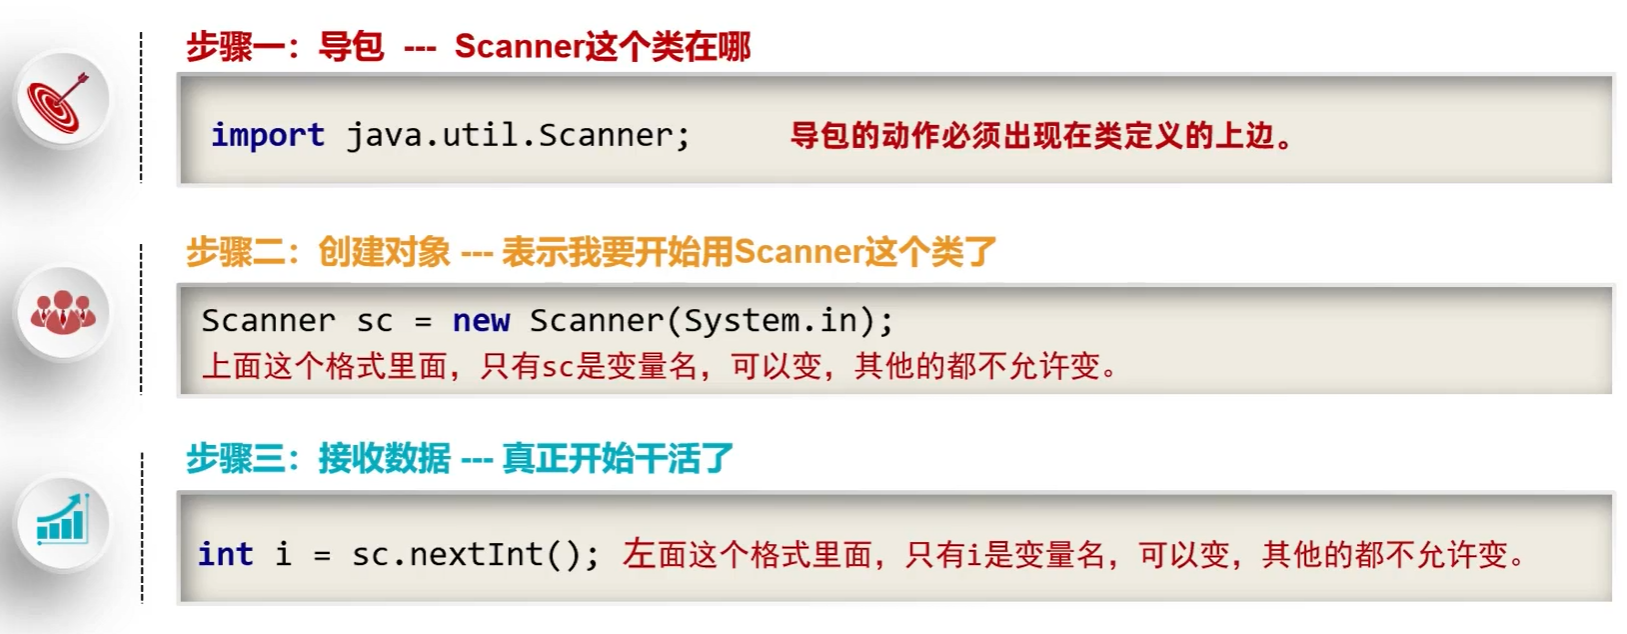 步骤一：导包 --- Scanner这个类在哪
import java.util.Scanner; 导包的动作必须出现在类定义的上边。
步骤二：创建对象 --- 表示我要开始用Scanner这个类了
Scanner sc = new Scanner(System.in);
上面这个格式里面，只有sc是变量名，可以变，其他的都不允许变。
步骤三：接收数据 --- 真正开始干活了
int i = sc.nextInt(); 左面这个格式里面，只有i是变量名，可以变，其他的都不允许变。